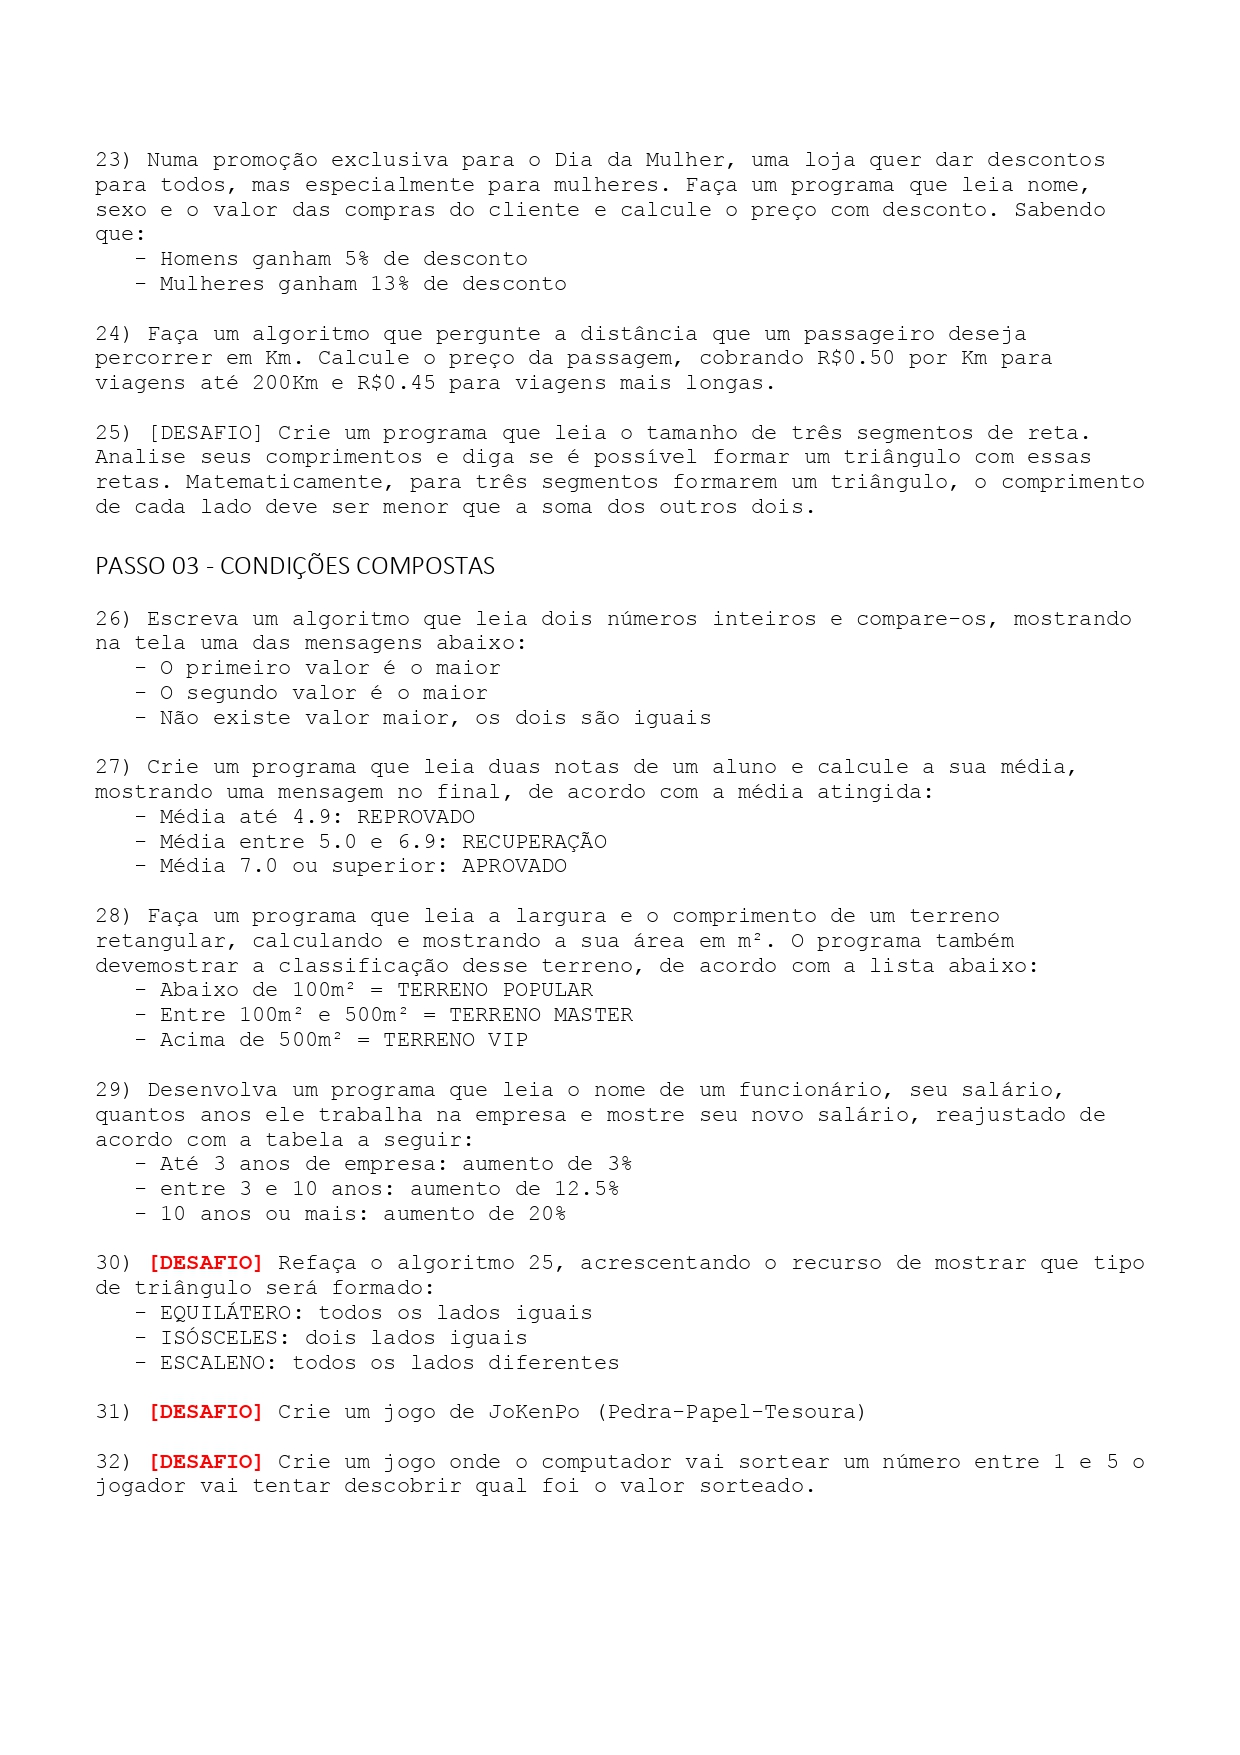 23) Numa promoção exclusiva para o Dia da Mulher, uma loja quer dar descontos
para todos, mas especialmente para mulheres. Faça um programa que leia nome,
sexo e o valor das compras do cliente e calcule o preço com desconto. Sabendo
que:
- Homens ganham 5% de desconto
- Mulheres ganham 13% de desconto
24) Faça um algoritmo que pergunte a distância que um passageiro deseja
percorrer em Km. Calcule o preço da passagem, cobrando R$0.50 por Km para
viagens até 200Km e R$0.45 para viagens mais longas.
25) [DESAFIO] Crie um programa que leia o tamanho de três segmentos de reta.
Analise seus comprimentos e diga se é possível formar um triângulo com essas
retas. Matematicamente, para três segmentos formarem um triângulo, o comprimento
de cada lado deve ser menor que a soma dos outros dois.
PASSO 03 - CONDIÇÕES COMPOSTAS
26) Escreva um algoritmo que leia dois números inteiros e compare-os, mostrando
na tela uma das mensagens abaixo:
- O primeiro valor é o maior
- O segundo valor é o maior
- Não existe valor maior, os dois são iguais
27) Crie um programa que leia duas notas de um aluno e calcule a sua média,
mostrando uma mensagem no final, de acordo com a média atingida:
- Média até 4.9: REPROVADO
- Média entre 5.0 e 6.9: RECUPERAÇÃO
- Média 7.0 ou superior: APROVADO
28) Faça um programa que leia a largura e o comprimento de um terreno
retangular, calculando e mostrando a sua área em m². O programa também
devemostrar a classificação desse terreno, de acordo com a lista abaixo:
- Abaixo de 100m² = TERRENO POPULAR
- Entre 100m² e 500m² = TERRENO MASTER
- Acima de 500m² = TERRENO VIP
29) Desenvolva um programa que leia o nome de um funcionário, seu salário,
quantos anos ele trabalha na empresa e mostre seu novo salário, reajustado de
acordo com a tabela a seguir:
- Até 3 anos de empresa: aumento de 3%
- entre 3 e 10 anos: aumento de 12.5%
- 10 anos ou mais: aumento de 20%
30) [DESAFIO] Refaça o algoritmo 25, acrescentando o recurso de mostrar que tipo
de triângulo será formado:
- EQUILÁTERO: todos os lados iguais
- ISÓSCELES: dois lados iguais
- ESCALENO: todos os lados diferentes
31) [DESAFIO] Crie um jogo de JoKenPo (Pedra-Papel-Tesoura)
32) [DESAFIO] Crie um jogo onde o computador vai sortear um número entre 1 e 5 o
jogador vai tentar descobrir qual foi o valor sorteado.